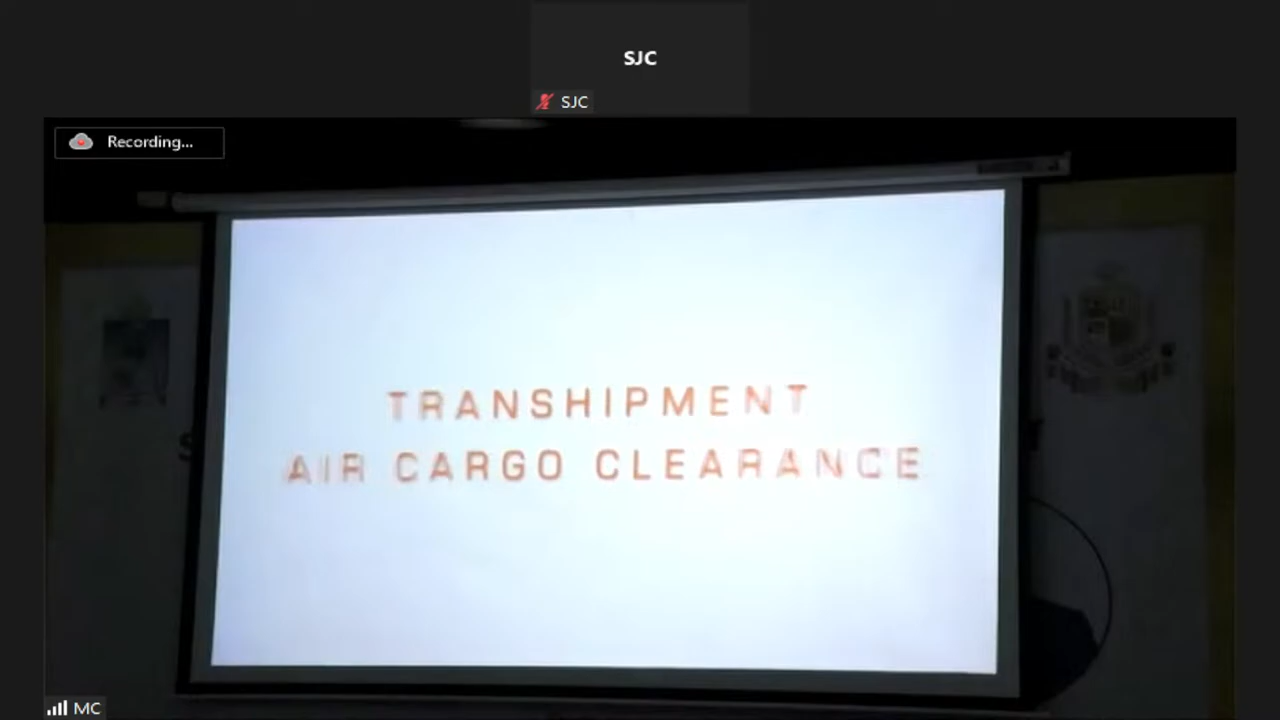 SJC
SJC
Recording...
TRANSHIPMENT
AIR CARGO CLEARANCE
MC